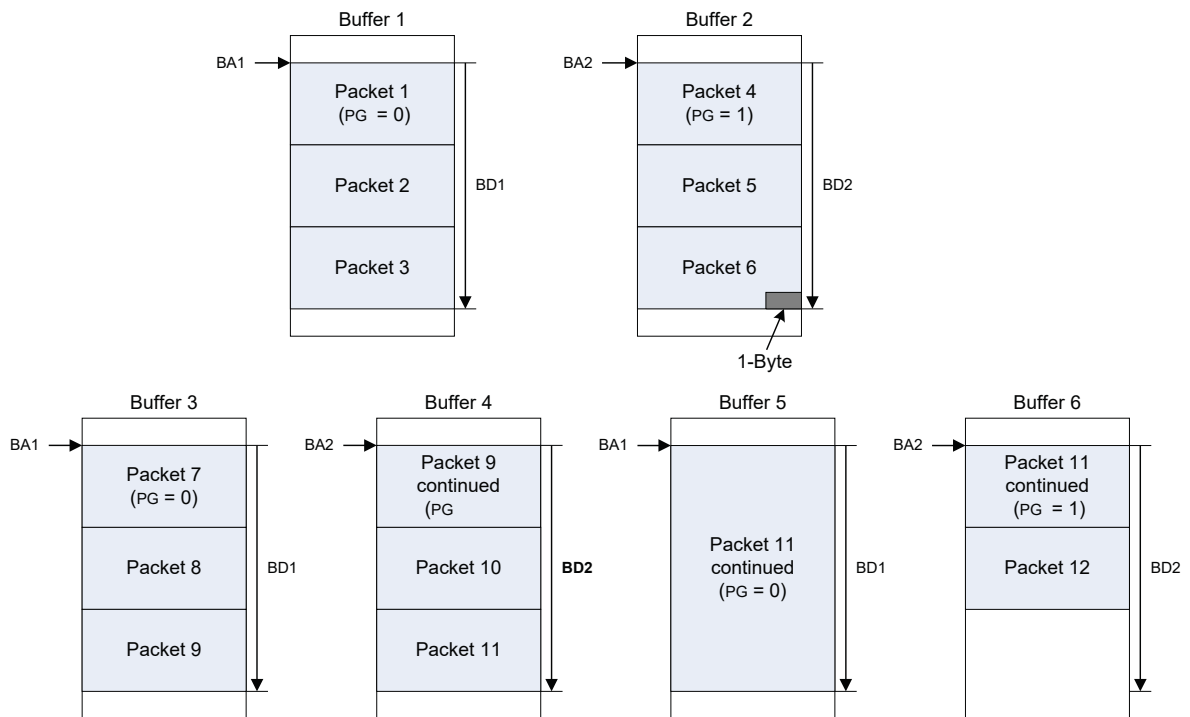 Buffer 1
Buffer 2
BA1
BA2
Packet 1
(PG = 0)
Packet 4
(PG = 1)
Packet 2
BD1
Packet 5
BD2
Packet 3
Packet 6
1-Byte
Buffer 3
Buffer 4
Buffer 5
Buffer 6
BA1
BA2
BA1
BA2
Packet 7
(PG = 0)
Packet 9
continued
(PG
Packet 11
continued
(PG = 1)
Packet 8
BD1
Packet 10
BD2
Packet 11
continued
(PG = 0)
BD1
Packet 12
BD2
Packet 9
Packet 11